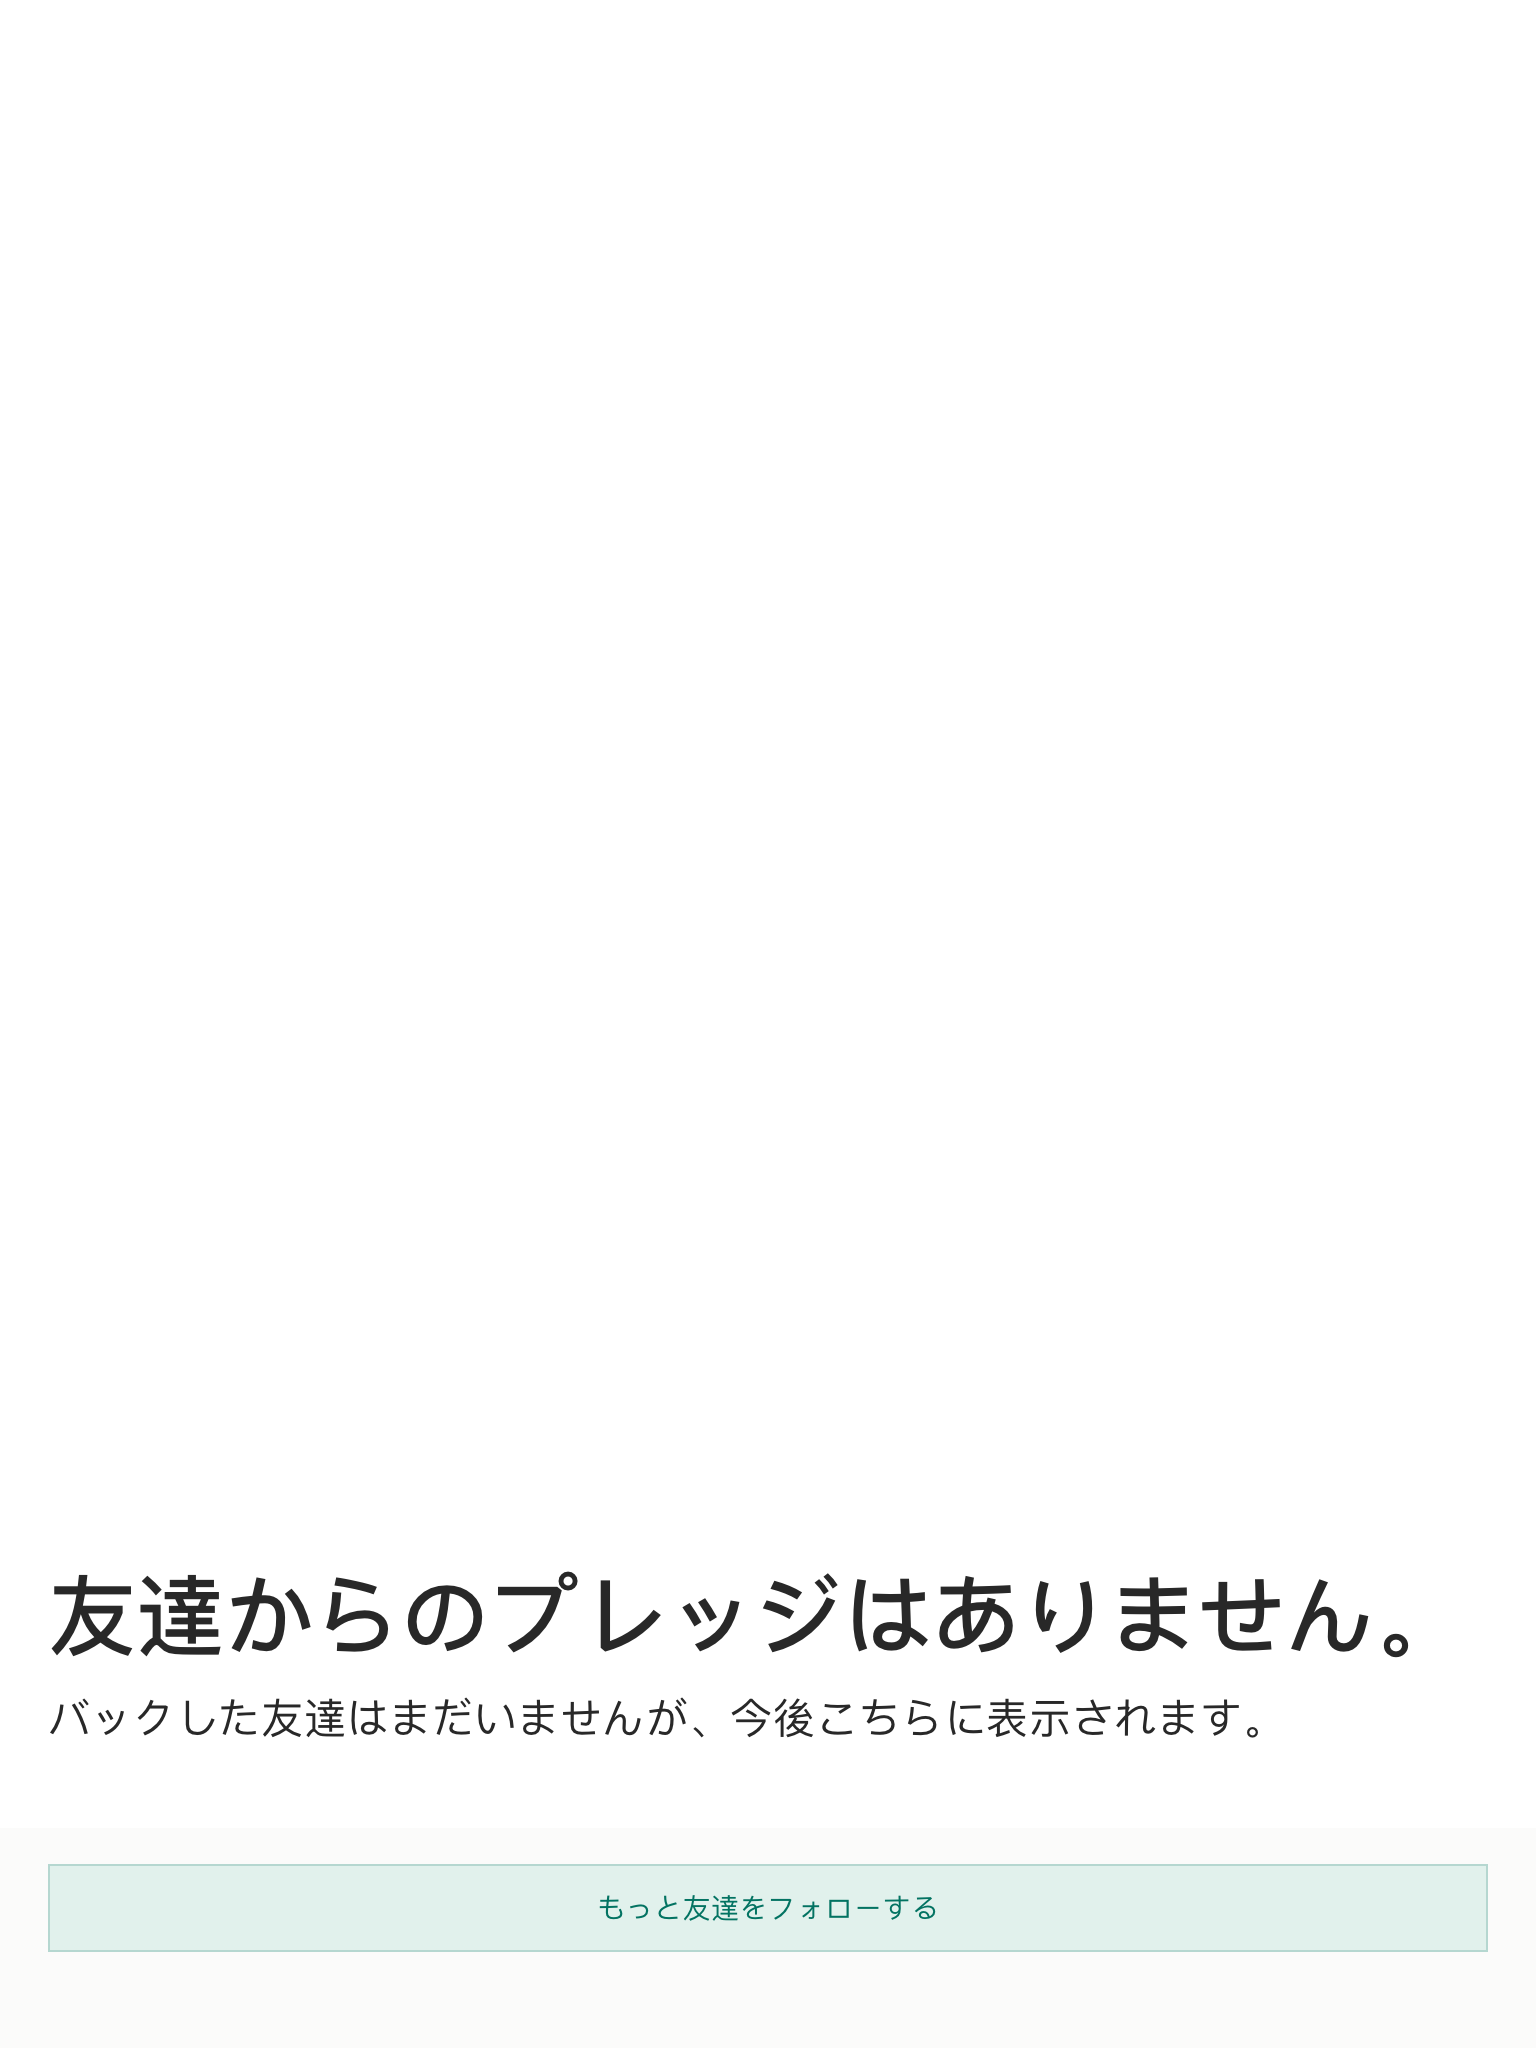 友達からのプレッジはありません。
バックした友達はまだいませんが、今後こちらに表示されます。
もっと友達をフォローする